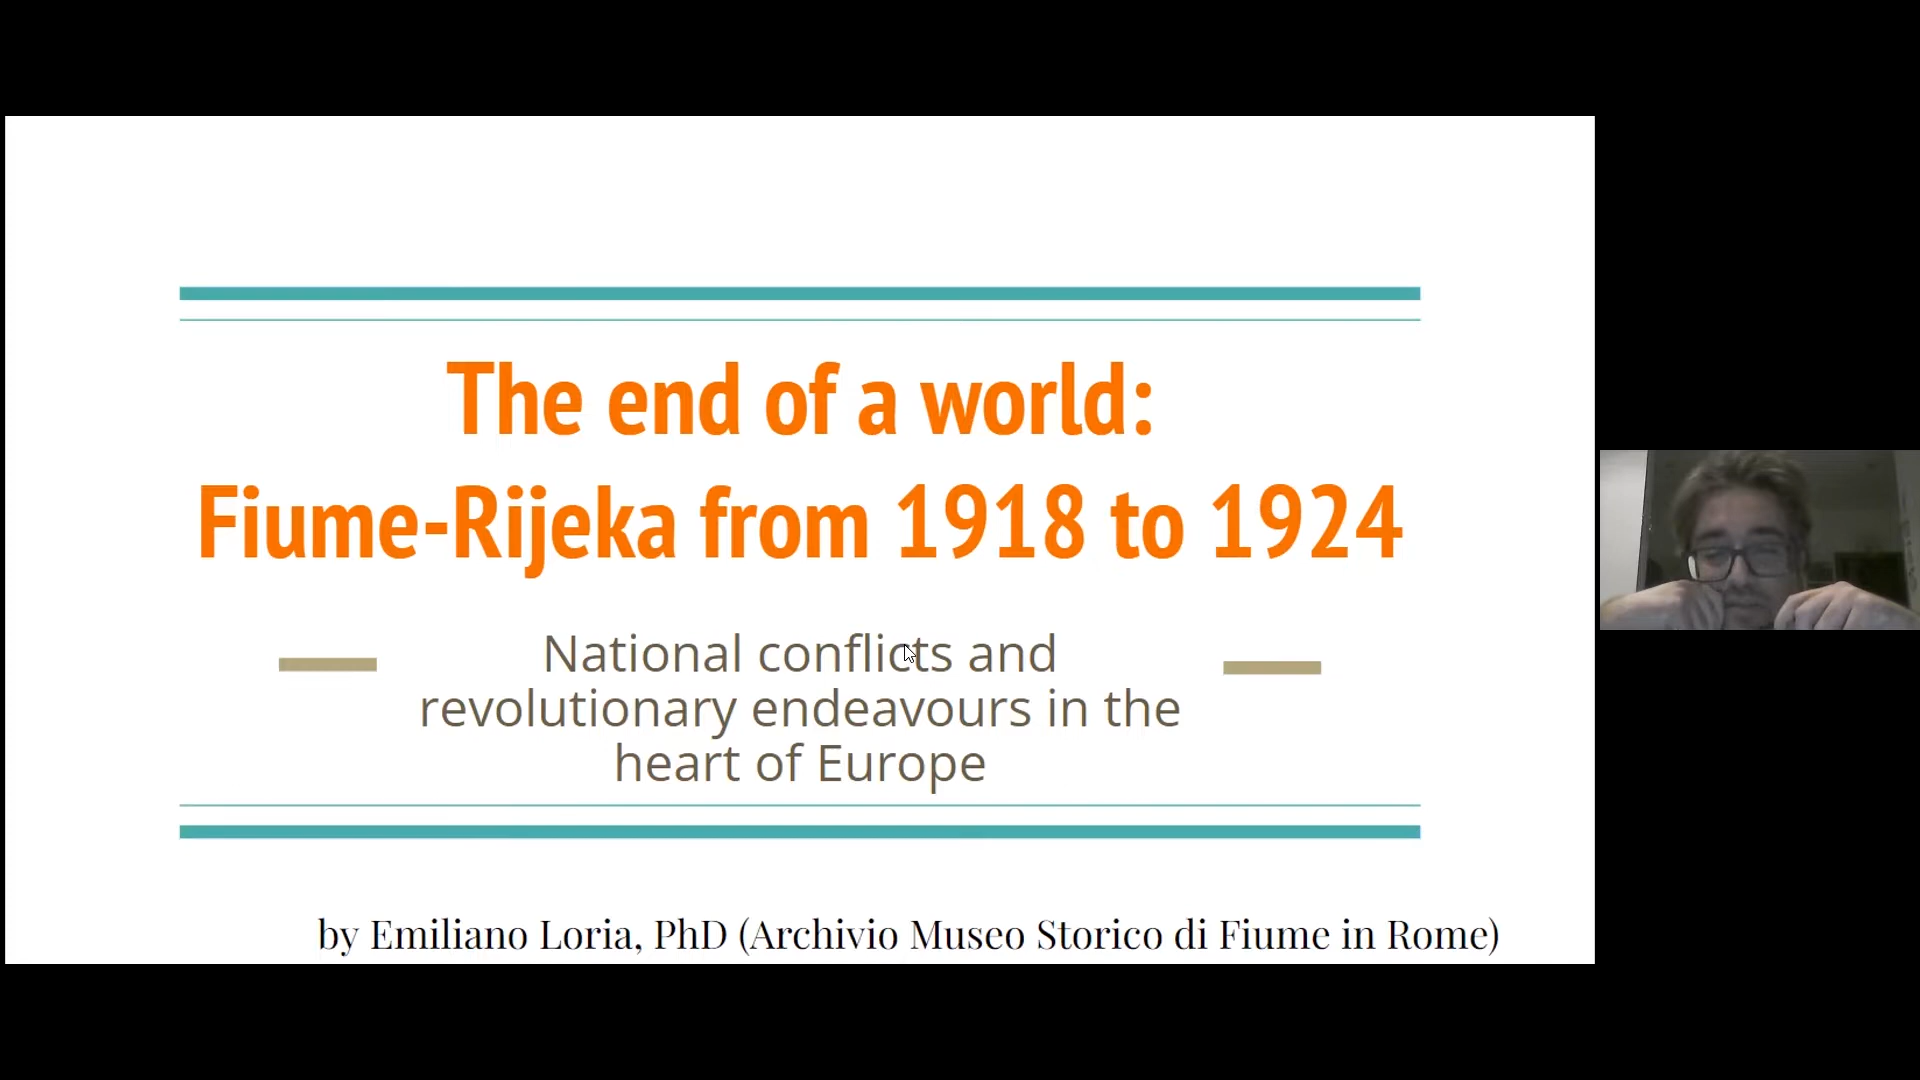 The end of a world:
Fiume-Rijeka from 1918 to 1924
National conflicts and
revolutionary endeavours in the
heart of Europe
by Emiliano Loria, PhD (Archivio Museo Storico di Fiume in Rome)